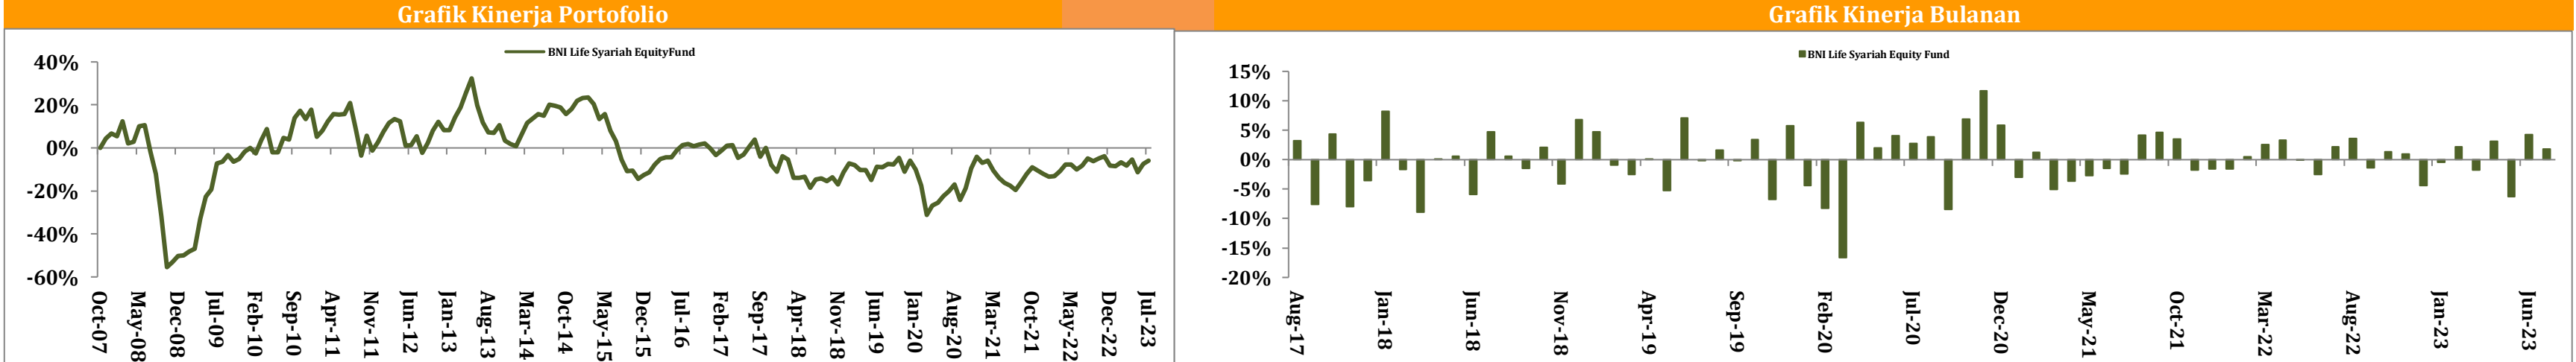 Grafik Kinerja Portofolio
Grafik Kinerja Bulanan
BNI Life Syariah EquityFund
40%
20%
0%
-20%
-40%
-60%
Oct-07
May-08
Dec-08
Jul-09
Feb-10
Sep-10
Apr-11
Nov-11
Jun-12
Jan-13
Aug-13
Mar-14
Oct-14
May-15
Dec-15
Jul-16
Feb-17
Sep-17
Apr-18
Nov-18
Jun-19
Jan-20
Aug-20
Mar-21
Oct-21
May-22
Dec-22
Jul-23
BNI Life Syariah Equity Fund
15%
10%
5%
0%
-5%
-10%
-15%
-20%
Aug-17
Jan-18
Jun-18
Nov-18
Apr-19
Sep-19
Feb-20
Jul-20
Dec-20
May-21
Oct-21
Mar-22
Aug-22
Jan-23
Jun-23